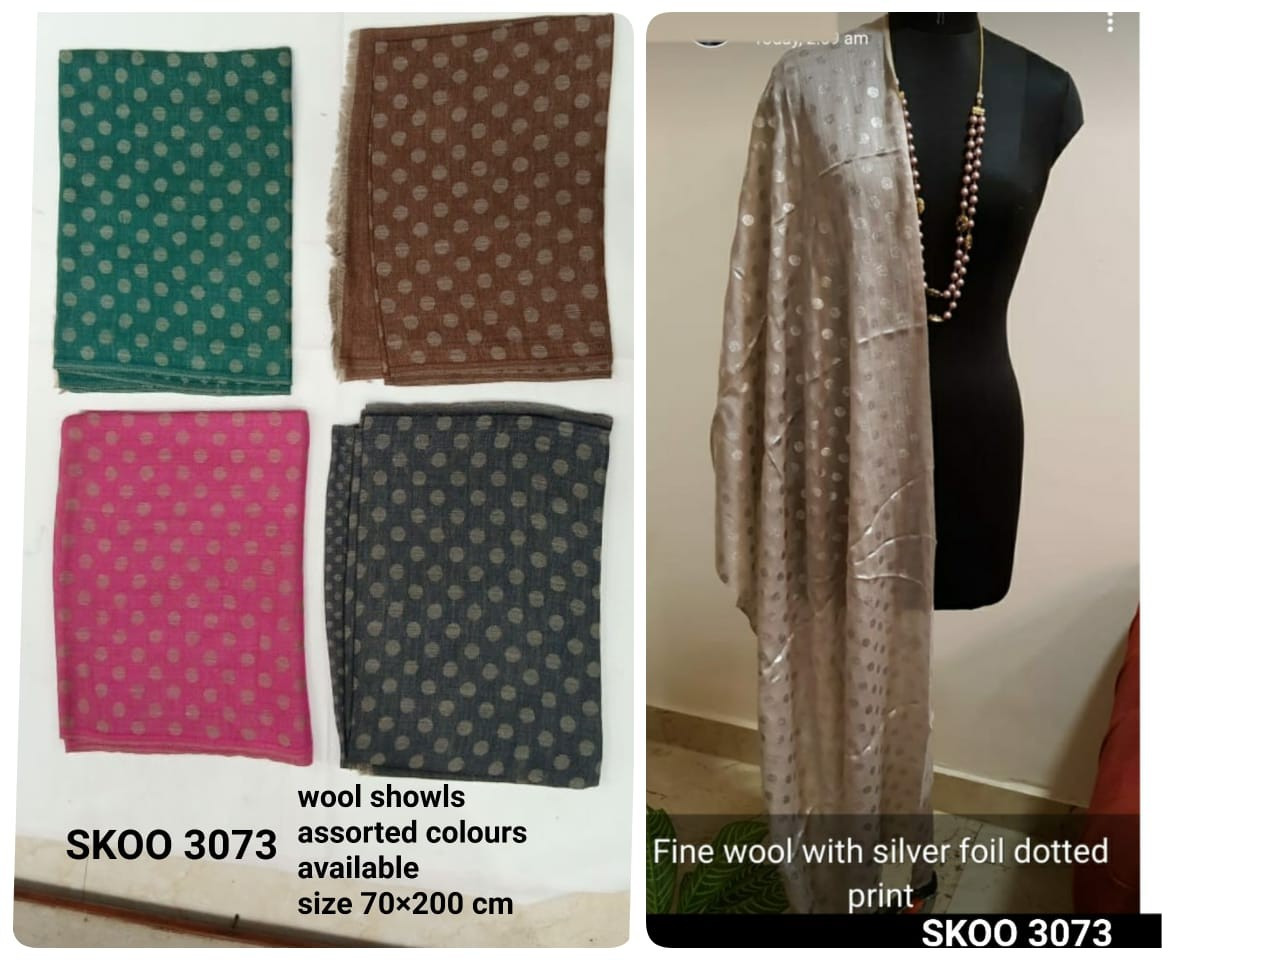 SKOO 3073
wool showls
assorted colours
available
size 70×200 cm
am
Fine wool with silver foil dotted
print
SKOO 3073